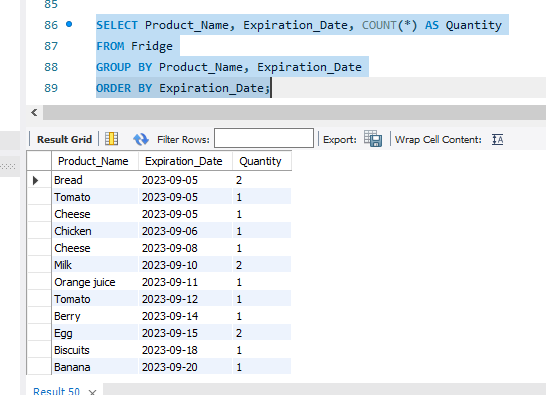 85
86 SELECT Product_Name, Expiration_Date, COUNT(*) AS Quantity
87 FROM Fridge
88 GROUP BY Product_Name, Expiration_Date
89 ORDER BY Expiration_Date;
Result Grid Filter Rows: Export: Wrap Cell Content:
Product_Name Expiration_Date Quantity
Bread 2023-09-05 2
Tomato 2023-09-05 1
Cheese 2023-09-05 1
Chicken 2023-09-06 1
Cheese 2023-09-08 1
Milk 2023-09-10 2
Orange juice 2023-09-11 1
Tomato 2023-09-12 1
Berry 2023-09-14 1
Egg 2023-09-15 2
Biscuits 2023-09-18 1
Banana 2023-09-20 1
Result 50